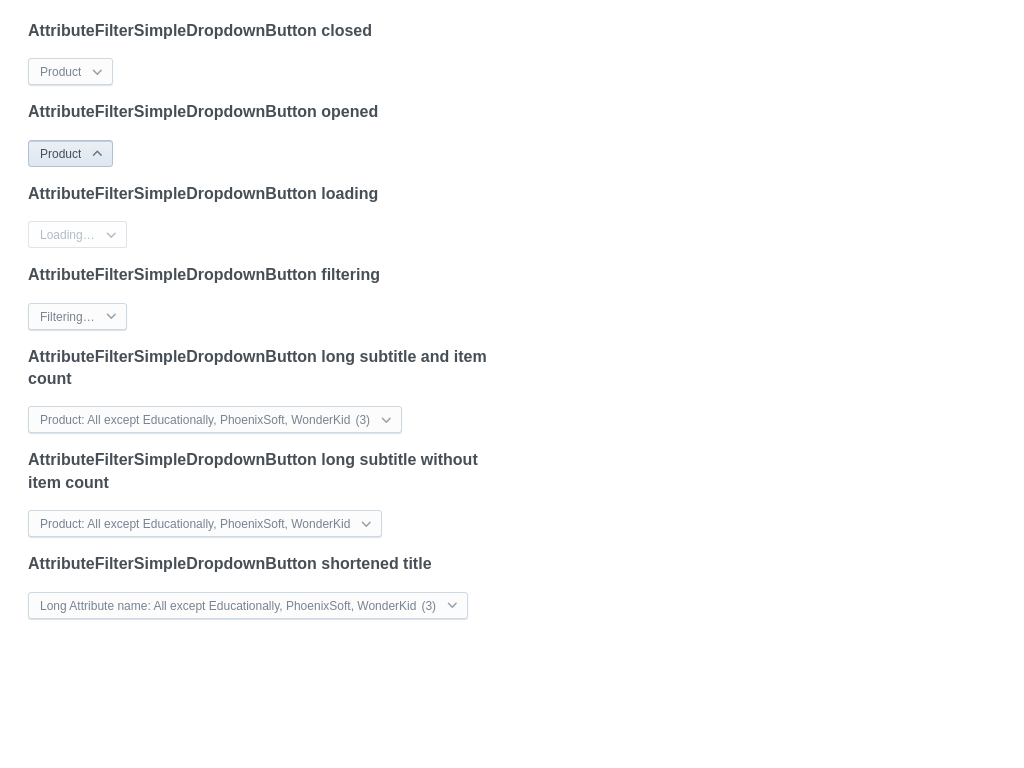 AttributeFilterSimpleDropdownButton closed
Product
AttributeFilterSimpleDropdownButton opened
Product
AttributeFilterSimpleDropdownButton loading
Loading…
AttributeFilterSimpleDropdownButton filtering
Filtering…
AttributeFilterSimpleDropdownButton long subtitle and item
count
Product: All except Educationally, PhoenixSoft, WonderKid (3)
AttributeFilterSimpleDropdownButton long subtitle without
item count
Product: All except Educationally, PhoenixSoft, WonderKid
AttributeFilterSimpleDropdownButton shortened title
Long Attribute name: All except Educationally, PhoenixSoft, WonderKid (3)